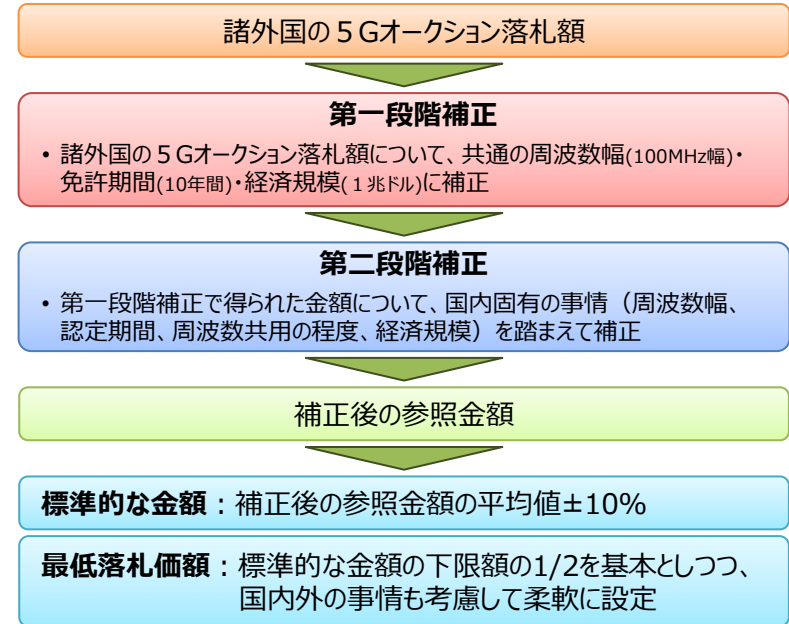 諸外国の５Gオークション落札額
第一段階補正
• 諸外国の５Gオークション落札額について、共通の周波数幅(100MHz幅)・
免許期間(10年間)・経済規模(１兆ドル)に補正
第二段階補正
• 第一段階補正で得られた金額について、国内固有の事情（周波数幅、
認定期間、周波数共用の程度、経済規模）を踏まえて補正
補正後の参照金額
標準的な金額：補正後の参照金額の平均値±10%
最低落札価額：標準的な金額の下限額の1/2を基本としつつ、
国内外の事情も考慮して柔軟に設定